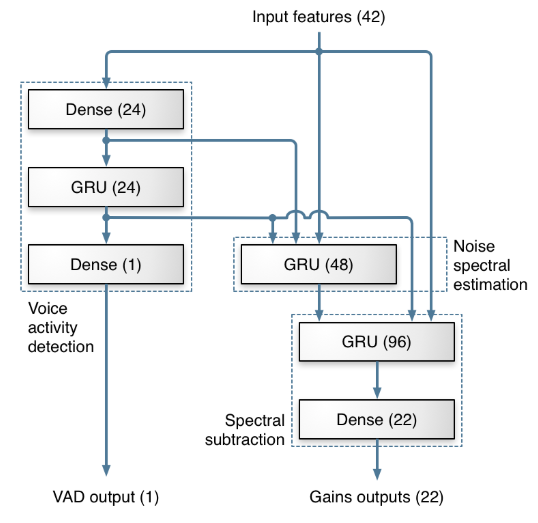 Input features (42)
Dense (24)
GRU (24)
Dense (1)
Voice
activity
detection
GRU (48)
Noise
spectral
estimation
GRU (96)
Dense (22)
Spectral
subtraction
VAD output (1)
Gains outputs (22)